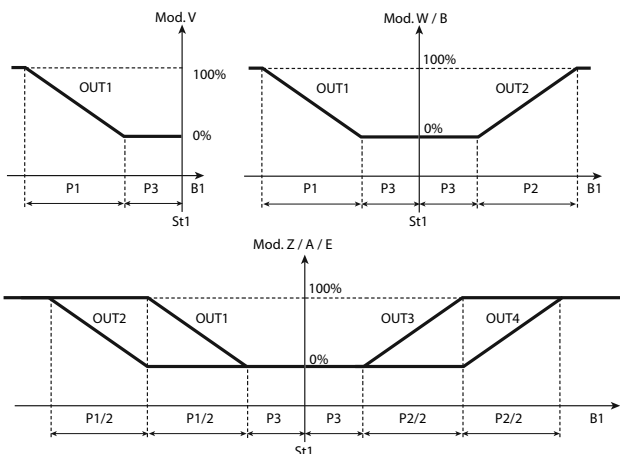 Mod. V
100%
OUT1
0%
P1 P3 B1
St1
Mod. W / B
100%
OUT1 OUT2
0%
P1 P3 P3 P2 B1
St1
Mod. Z / A / E
100%
OUT2 OUT1 OUT3 OUT4
0%
P1/2 P1/2 P3 P3 P2/2 P2/2 B1
St1